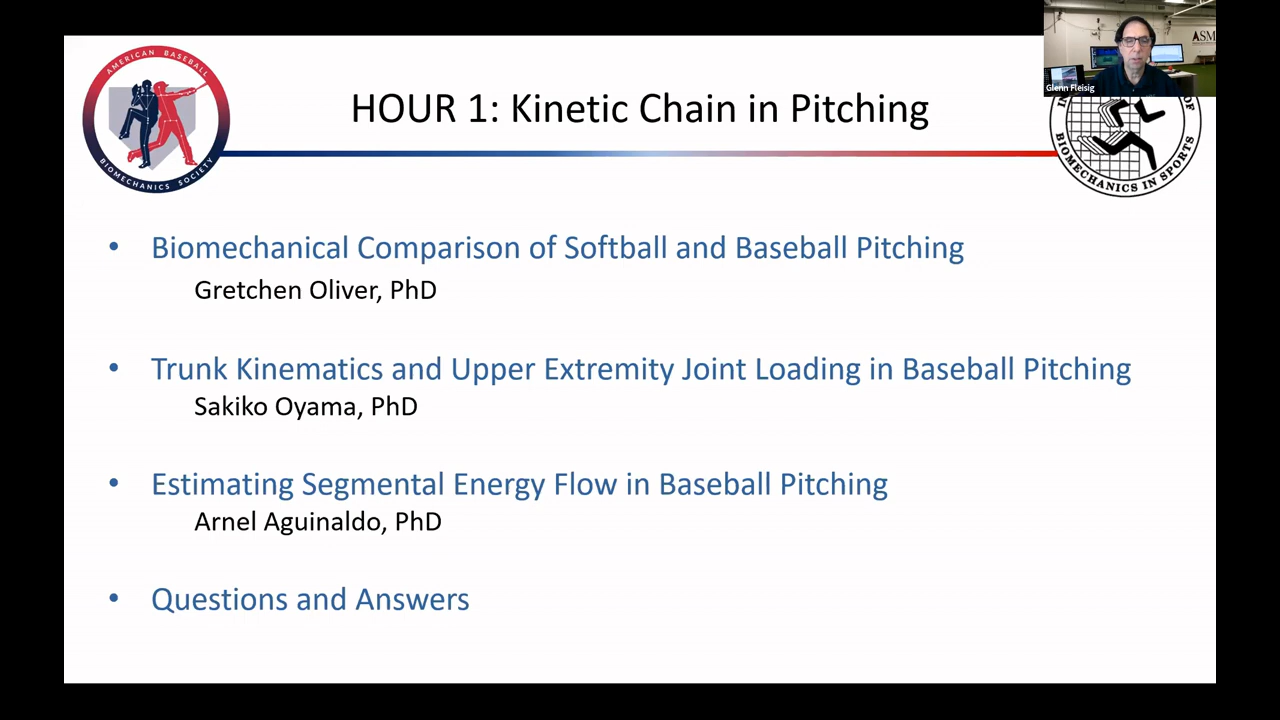 ASM
Glenn Fleisig
AMERICAN BASEBALL
BIOMECHANICS SOCIETY
HOUR 1: Kinetic Chain in Pitching
OF
BIOMECHANICS IN SPORTS
• Biomechanical Comparison of Softball and Baseball Pitching
Gretchen Oliver, PhD
• Trunk Kinematics and Upper Extremity Joint Loading in Baseball Pitching
Sakiko Oyama, PhD
• Estimating Segmental Energy Flow in Baseball Pitching
Arnel Aguinaldo, PhD
• Questions and Answers